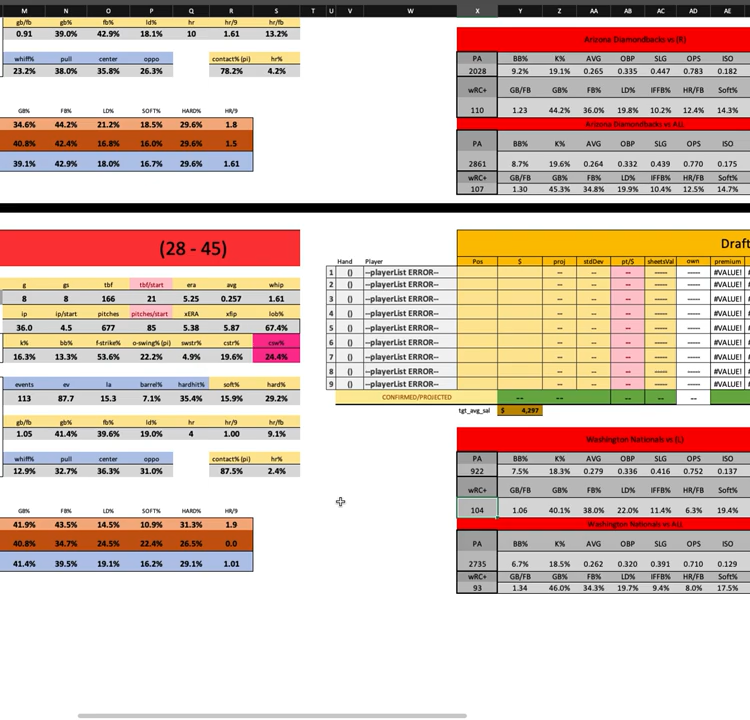 M N O P Q R S T U V W X Y Z AA AB AC AD AE
gb/fb gb% fb% ld% hr hr/9 hr/fb
0.91 39.0% 42.9% 18.1% 10 1.61 13.2%
Arizona Diamondbacks vs (R)
whiff% pull center oppo contact% (pi) hr%
23.2% 38.0% 35.8% 26.3% 78.2% 4.2%
PA BB% K% AVG OBP SLG OPS ISO
2028 9.2% 19.1% 0.265 0.335 0.447 0.783 0.182
wRC+ GB/FB GB% FB% LD% IFFB% HR/FB Soft%
110 1.23 44.2% 36.0% 19.8% 10.2% 12.4% 14.3%
GB% FB% LD% SOFT% HARD% HR/9
34.6% 44.2% 21.2% 18.5% 29.6% 1.8
40.8% 42.4% 16.8% 16.0% 29.6% 1.5
39.1% 42.9% 18.0% 16.7% 29.6% 1.61
Arizona Diamondbacks vs ALL
PA BB% K% AVG OBP SLG OPS ISO
2861 8.7% 19.6% 0.264 0.332 0.439 0.770 0.175
wRC+ GB/FB GB% FB% LD% IFFB% HR/FB Soft%
107 1.30 45.3% 34.8% 19.9% 10.4% 12.5% 14.7%
(28 - 45)
Draft
g gs tbf tbf/start era avg whip
8 8 166 21 5.25 0.257 1.61
ip ip/start pitches pitches/start xERA xfip lob%
36.0 4.5 677 85 5.38 5.87 67.4%
k% bb% f-strike% o-swing% (pi) swstr% cstr% csw%
16.3% 13.3% 53.6% 22.2% 4.9% 19.6% 24.4%
events ev la barrel% hardhit% soft% hard%
113 87.7 15.3 7.1% 35.4% 15.9% 29.2%
gb/fb gb% fb% ld% hr hr/9 hr/fb
1.05 41.4% 39.6% 19.0% 4 1.00 9.1%
whiff% pull center oppo contact% (pi) hr%
12.9% 32.7% 36.3% 31.0% 87.5% 2.4%
GB% FB% LD% SOFT% HARD% HR/9
41.9% 43.5% 14.5% 10.9% 31.3% 1.9
40.8% 34.7% 24.5% 22.4% 26.5% 0.0
41.4% 39.5% 19.1% 16.2% 29.1% 1.01
Hand Player Pos $ proj stdDev pt/$ sheetsVal own premium
1 () --playerList ERROR-- -- -- -- ----- ----- #VALUE! #
2 () --playerList ERROR-- -- -- -- ----- ----- #VALUE! #
3 () --playerList ERROR-- -- -- -- ----- ----- #VALUE! #
4 () --playerList ERROR-- -- -- -- ----- ----- #VALUE! #
5 () --playerList ERROR-- -- -- -- ----- ----- #VALUE! #
6 () --playerList ERROR-- -- -- -- ----- ----- #VALUE! #
7 () --playerList ERROR-- -- -- -- ----- ----- #VALUE! #
8 () --playerList ERROR-- -- -- -- ----- ----- #VALUE! #
9 () --playerList ERROR-- -- -- -- ----- ----- #VALUE! #
CONFIRMED/PROJECTED -- -- -- -- --
tgt_avg_sal $ 4,297
Washington Nationals vs (L)
PA BB% K% AVG OBP SLG OPS ISO
922 7.5% 18.3% 0.279 0.336 0.416 0.752 0.137
wRC+ GB/FB GB% FB% LD% IFFB% HR/FB Soft%
104 1.06 40.1% 38.0% 22.0% 11.4% 6.3% 19.4%
Washington Nationals vs ALL
PA BB% K% AVG OBP SLG OPS ISO
2735 6.7% 18.5% 0.262 0.320 0.391 0.710 0.129
wRC+ GB/FB GB% FB% LD% IFFB% HR/FB Soft%
93 1.34 46.0% 34.3% 19.7% 9.4% 8.0% 17.5%